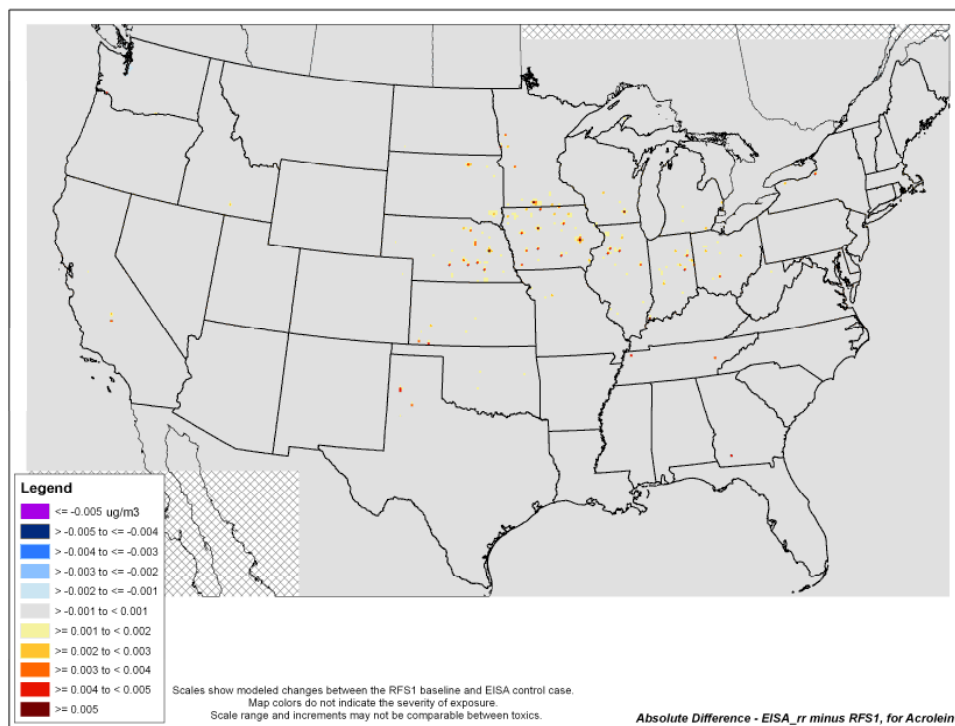 Legend
<= -0.005 ug/m3
> -0.005 to <= -0.004
> -0.004 to <= -0.003
> -0.003 to <= -0.002
> -0.002 to <= -0.001
> -0.001 to < 0.001
>= 0.001 to < 0.002
>= 0.002 to < 0.003
>= 0.003 to < 0.004
>= 0.004 to < 0.005
>= 0.005
Scales show modeled changes between the RFS1 baseline and EISA control case.
Map colors do not indicate the severity of exposure.
Scale range and increments may not be comparable between toxics.
Absolute Difference - EISA_rr minus RFS1, for Acrolein